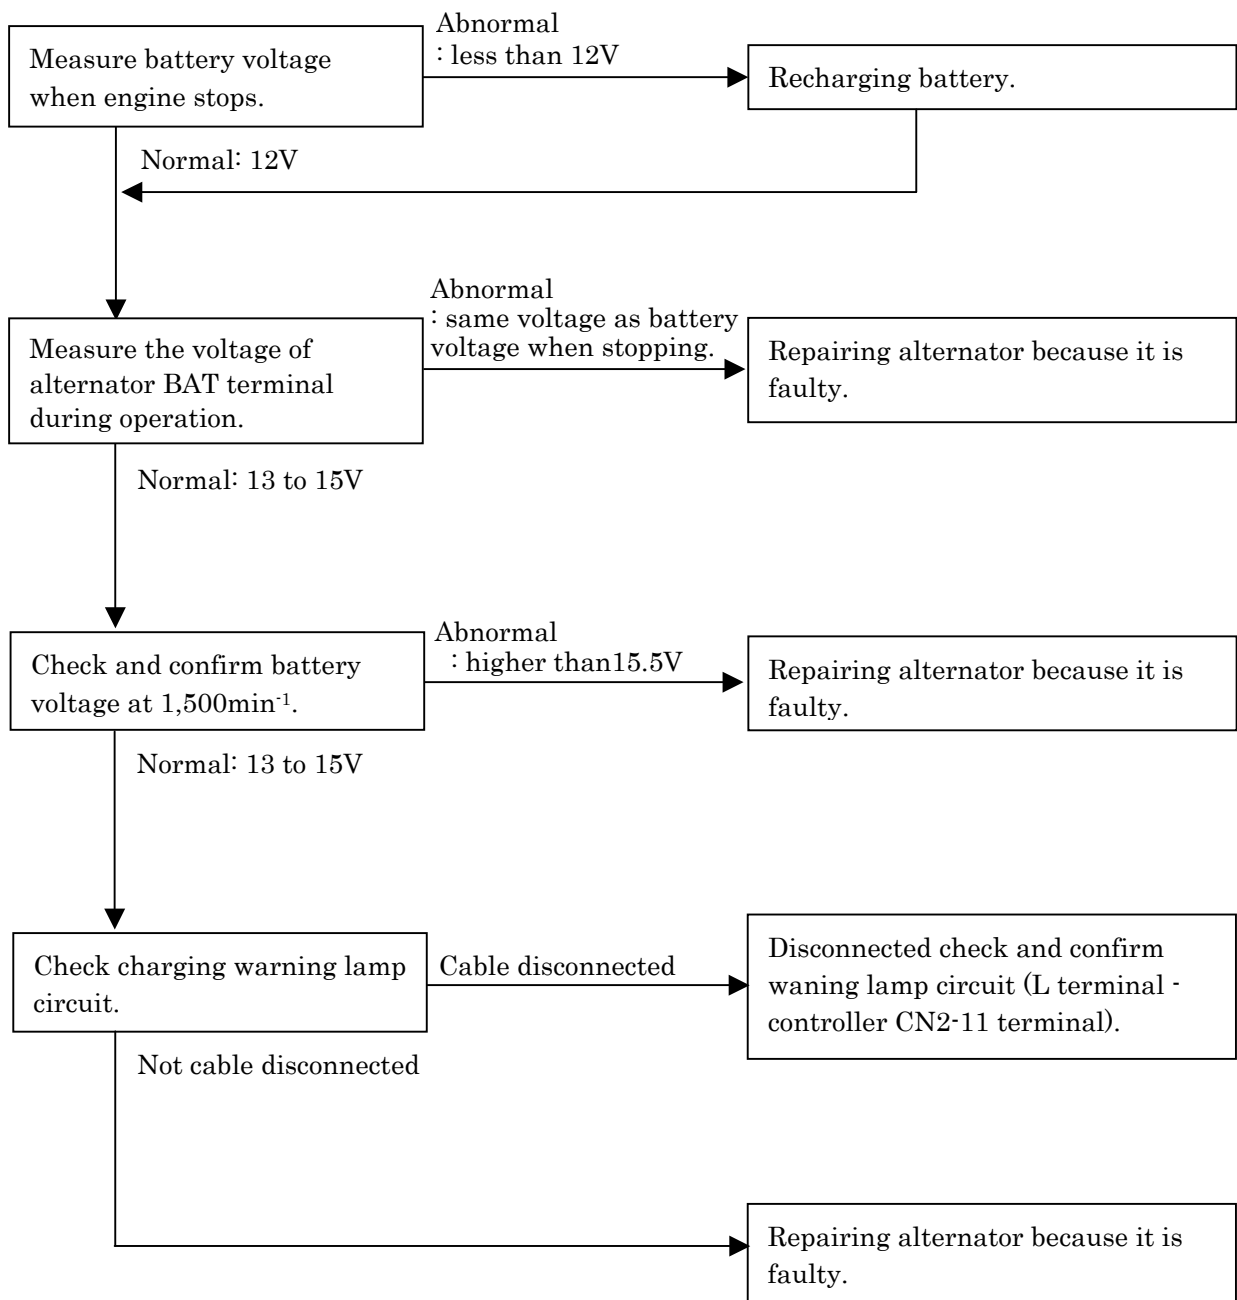 Abnormal
: less than 12V
Measure battery voltage
when engine stops.
Recharging battery.
Normal: 12V
Abnormal
: same voltage as battery
voltage when stopping.
Measure the voltage of
alternator BAT terminal
during operation.
Repairing alternator because it is
faulty.
Normal: 13 to 15V
Abnormal
: higher than15.5V
Check and confirm battery
voltage at 1,500min-1.
Repairing alternator because it is
faulty.
Normal: 13 to 15V
Check charging warning lamp
circuit.
Cable disconnected
Disconnected check and confirm
waning lamp circuit (L terminal -
controller CN2-11 terminal).
Not cable disconnected
Repairing alternator because it is
faulty.